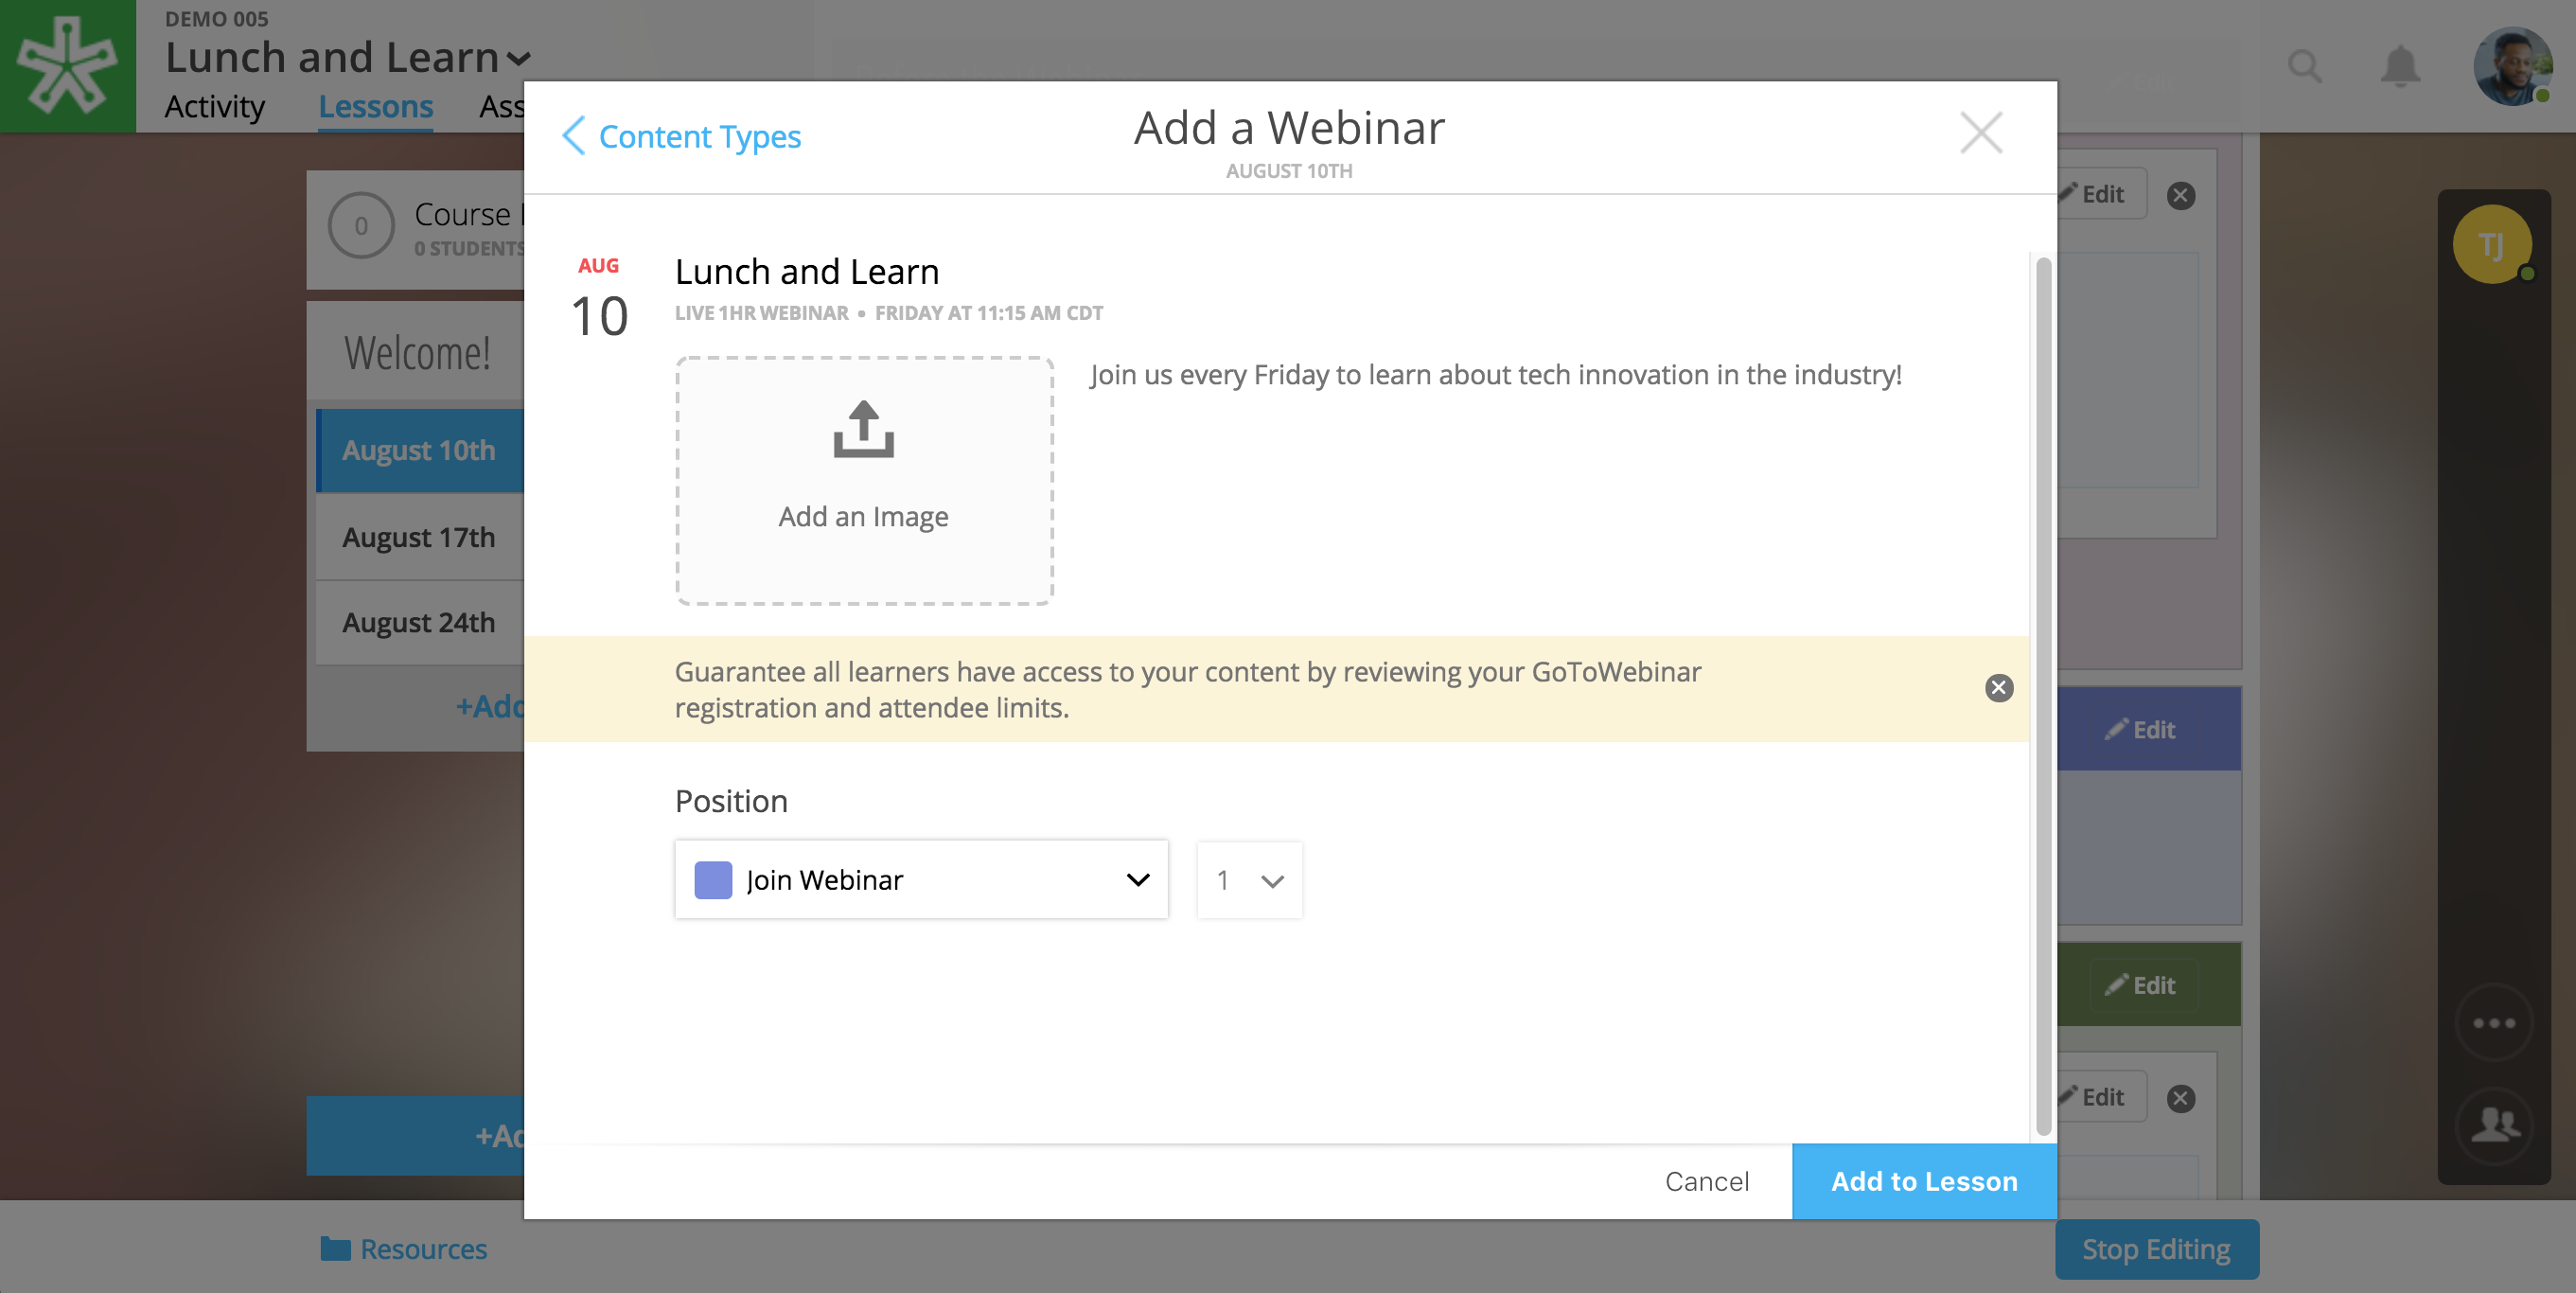 DEMO 005
Lunch and Learn
Activity
Lessons
Ass
Content Types
Add a Webinar
AUGUST 10TH
0
Course
0 STUDENTS
Welcome!
August 10th
August 17th
August 24th
+Add
+Ad
AUG
10
Lunch and Learn
LIVE 1HR WEBINAR • FRIDAY AT 11:15 AM CDT
Add an Image
Join us every Friday to learn about tech innovation in the industry!
Guarantee all learners have access to your content by reviewing your GoToWebinar
registration and attendee limits.
Position
Join Webinar
1
Cancel
Add to Lesson
Edit
Edit
Edit
Edit
Edit
TJ
Resources
Stop Editing